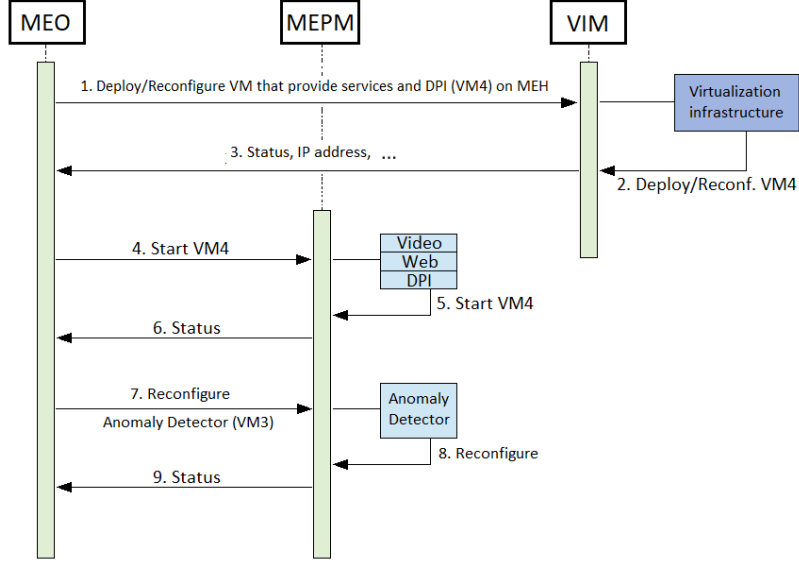 MEO
MEPM
VIM
1. Deploy/Reconfigure VM that provide services and DPI (VM4) on MEH
Virtualization
infrastructure
3. Status, IP address, ...
2. Deploy/Reconf. VM4
4. Start VM4
Video
Web
DPI
5. Start VM4
6. Status
7. Reconfigure
Anomaly Detector (VM3)
Anomaly
Detector
8. Reconfigure
9. Status